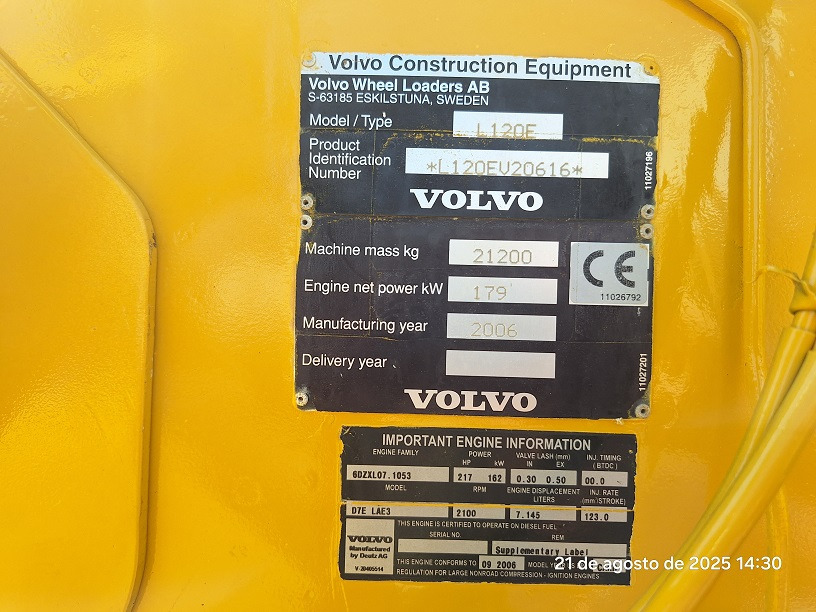 Volvo Construction Equipment
Volvo Wheel Loaders AB
S-63185 ESKILSTUNA, SWEDEN
Model / Type L120E
Product
Identification
Number *L120EV20616*
11027196
VOLVO
Machine mass kg 21200
CE
11026792
Engine net power kW 179
Manufacturing year 2006
Delivery year
11027201
VOLVO
IMPORTANT ENGINE INFORMATION
ENGINE FAMILY POWER VALVE LASH (mm) INJ. TIMING
HP kW IN EX (BTDC)
6DZXL07.1053 217 162 0.30 0.50 00.0
MODEL RPM ENGINE DISPLACEMENT INJ. RATE
LITERS (mm³/STROKE)
D7E LAE3 2100 7.145 123.0
THIS ENGINE IS CERTIFIED TO OPERATE ON DIESEL FUEL
SERIAL NO. REM
VOLVO
Manufactured
by Deutz AG
V-20405514
Supplementary Label
THIS ENGINE CONFORMS TO 09 2006 MODEL
REGULATION FOR LARGE NONROAD COMPRESSION - IGNITION ENGINES
21 de agosto de 2025 14:30